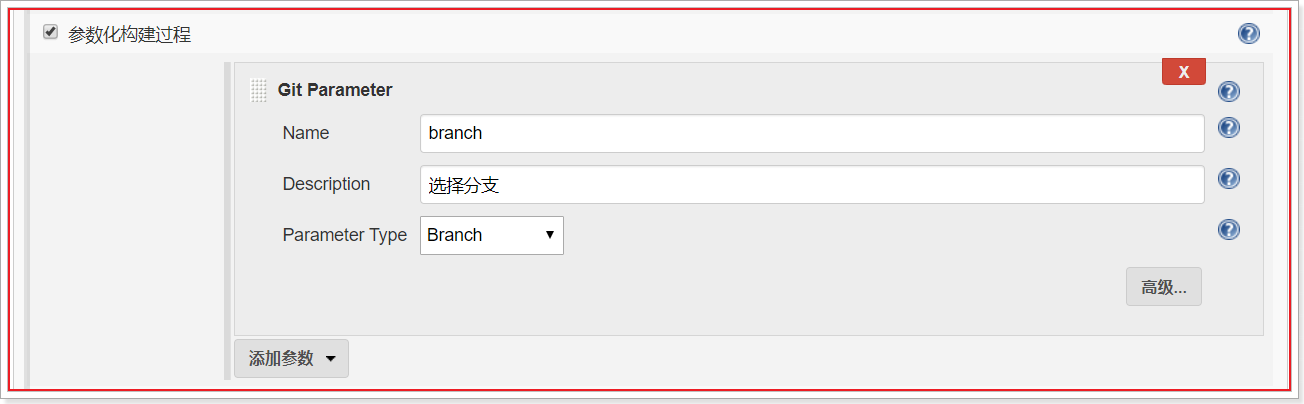 参数化构建过程
X
Git Parameter
Name
branch
Description
选择分支
Parameter Type
Branch
高级...
添加参数